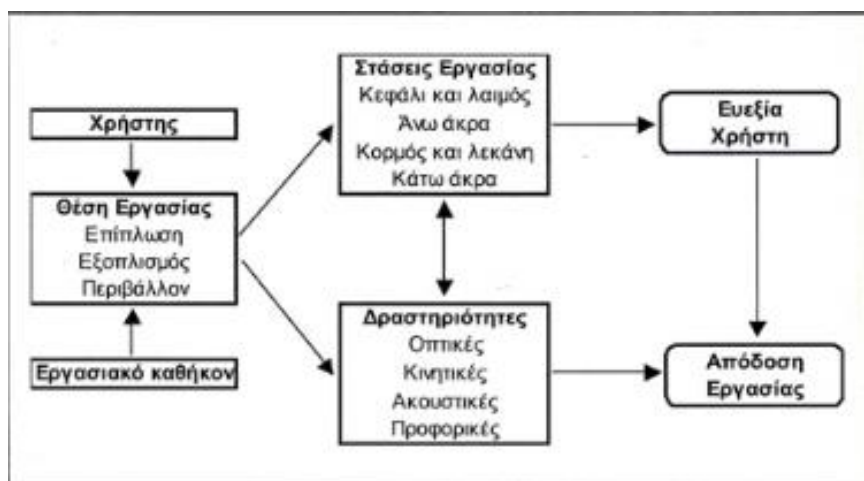 Χρήστης
Θέση Εργασίας
Επίπλωση
Εξοπλισμός
Περιβάλλον
Εργασιακό καθήκον
Στάσεις Εργασίας
Κεφάλι και λαιμός
Άνω άκρα
Κορμός και λεκάνη
Κάτω άκρα
Δραστηριότητες
Οπτικές
Κινητικές
Ακουστικές
Προφορικές
Ευεξία
Χρήστη
Απόδοση
Εργασίας